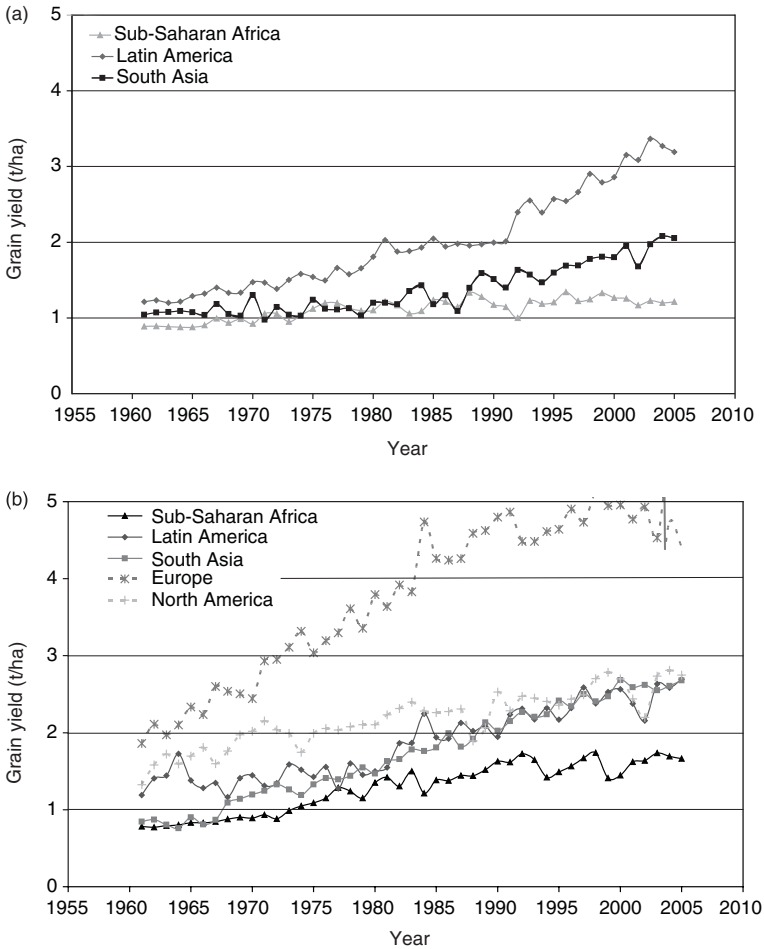 (a)
5
4
3
2
1
0
Grain yield (t/ha)
Sub-Saharan Africa
Latin America
South Asia
1955 1960 1965 1970 1975 1980 1985 1990 1995 2000 2005 2010
Year
(b)
5
4
3
2
1
0
Grain yield (t/ha)
Sub-Saharan Africa
Latin America
South Asia
Europe
North America
1955 1960 1965 1970 1975 1980 1985 1990 1995 2000 2005 2010
Year